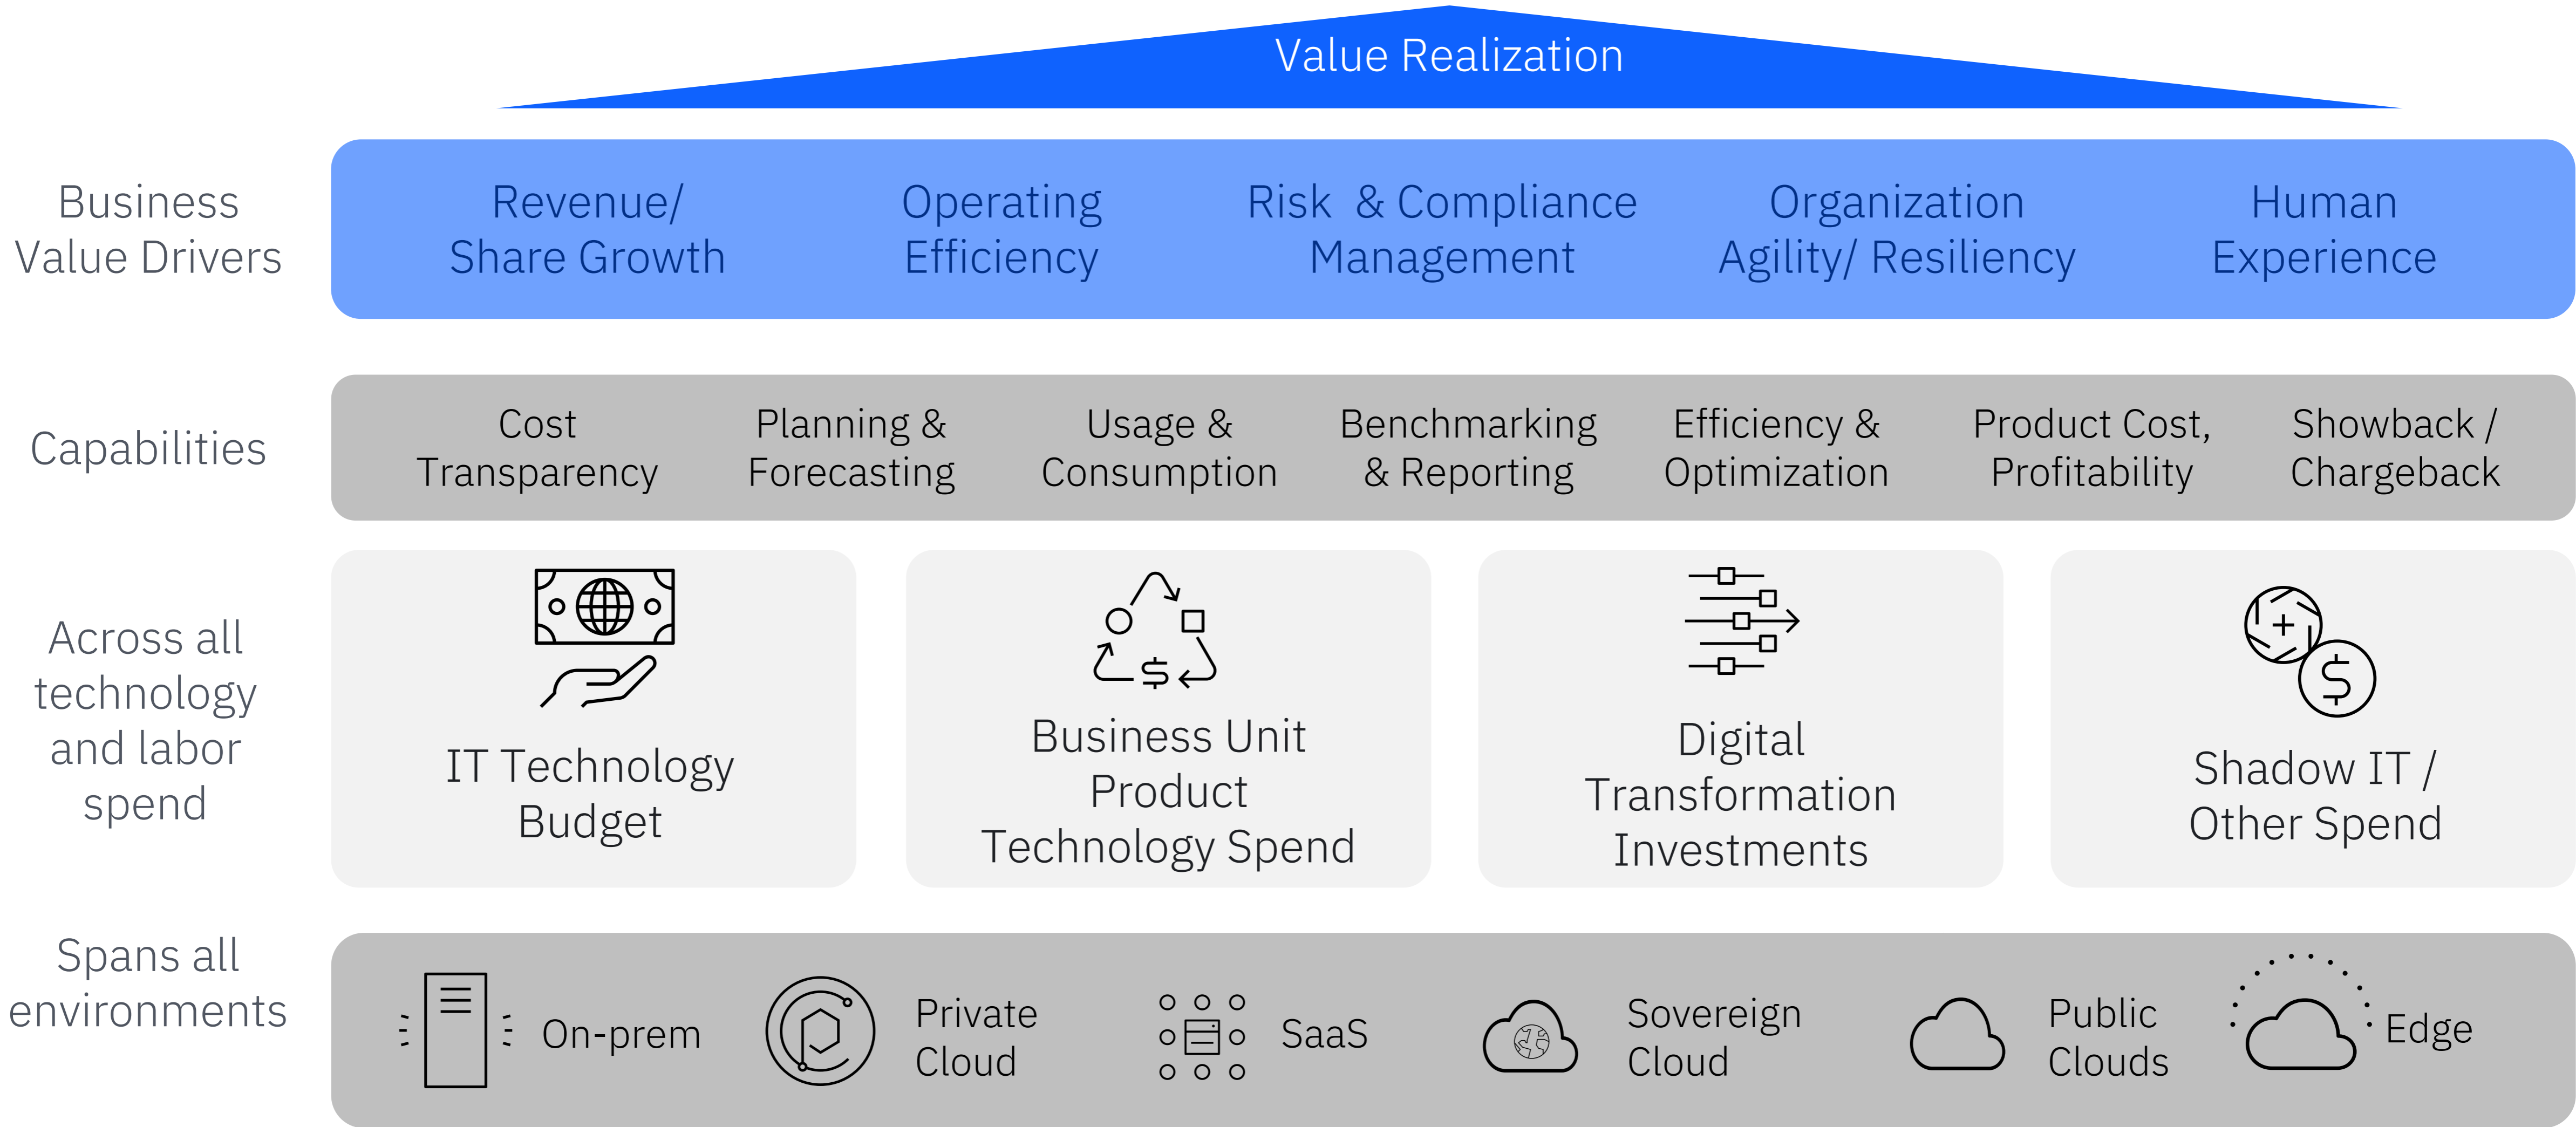 Value Realization
Business
Value Drivers
Revenue/
Share Growth
Operating
Efficiency
Risk & Compliance
Management
Organization
Agility/ Resiliency
Human
Experience
Capabilities
Cost
Transparency
Planning &
Forecasting
Usage &
Consumption
Benchmarking
& Reporting
Efficiency &
Optimization
Product Cost,
Profitability
Showback /
Chargeback
Across all
technology
and labor
spend
IT Technology
Budget
$
Business Unit
Product
Technology Spend
Digital
Transformation
Investments
$
Shadow IT /
Other Spend
Spans all
environments
On-prem
Private
Cloud
SaaS
Sovereign
Cloud
Public
Clouds
Edge